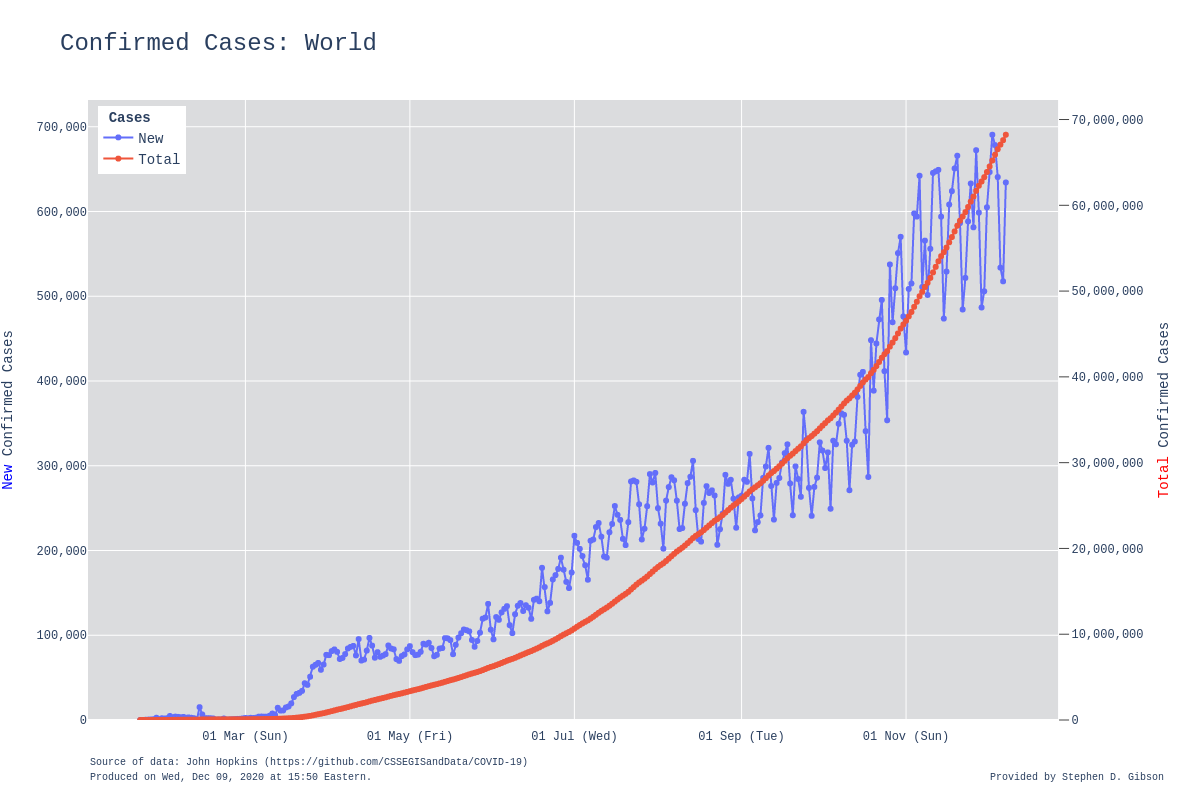 Confirmed Cases: World
Cases
New
Total
700,000
600,000
500,000
400,000
300,000
200,000
100,000
0
New Confirmed Cases
70,000,000
60,000,000
50,000,000
40,000,000
30,000,000
20,000,000
10,000,000
0
Total Confirmed Cases
01 Mar (Sun)
01 May (Fri)
01 Jul (Wed)
01 Sep (Tue)
01 Nov (Sun)
Source of data: John Hopkins (https://github.com/CSSEGISandData/COVID-19)
Produced on Wed, Dec 09, 2020 at 15:50 Eastern.
Provided by Stephen D. Gibson